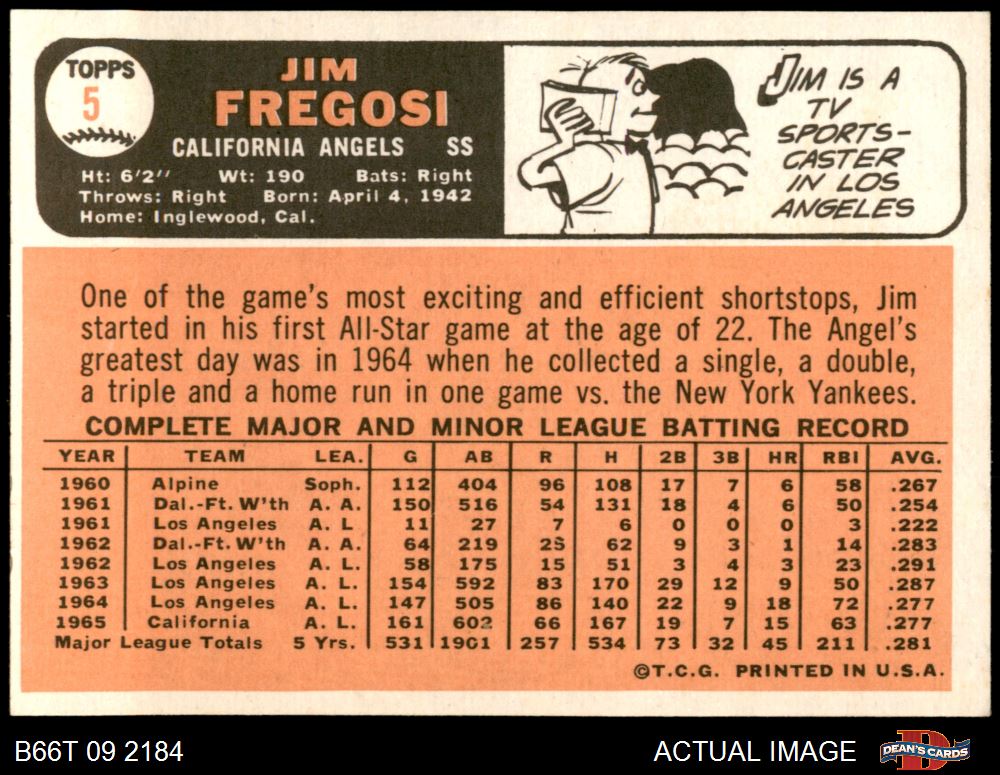 TOPPS
5
JIM
FREGOSI
CALIFORNIA ANGELS SS
Ht: 6'2" Wt: 190 Bats: Right
Throws: Right Born: April 4, 1942
Home: Inglewood, Cal.
JIM IS A
TV
SPORTS-
CASTER
IN LOS
ANGELES
One of the game's most exciting and efficient shortstops, Jim
started in his first All-Star game at the age of 22. The Angel's
greatest day was in 1964 when he collected a single, a double,
a triple and a home run in one game vs. the New York Yankees.
COMPLETE MAJOR AND MINOR LEAGUE BATTING RECORD
YEAR TEAM LEA. G AB R H 2B 3B HR RBI AVG.
1960 Alpine Soph. 112 404 96 108 17 7 6 58 .267
1961 Dal.-Ft. W'th A. A. 150 516 54 131 18 4 6 50 .254
1961 Los Angeles A. L 11 27 7 6 0 0 0 3 .222
1962 Dal.-Ft. W'th A. A. 64 219 25 62 9 3 1 14 .283
1962 Los Angeles A. L. 58 175 15 51 3 4 3 23 .291
1963 Los Angeles A. L. 154 592 83 170 29 12 9 50 .287
1964 Los Angeles A. L. 147 505 86 140 22 9 18 72 .277
1965 California A. L. 161 602 66 167 19 7 15 63 .277
Major League Totals 5 Yrs. 531 1901 257 534 73 32 45 211 .281
©T.C.G. PRINTED IN U.S.A.
B66T 09 2184 ACTUAL IMAGE DEAN'S CARDS